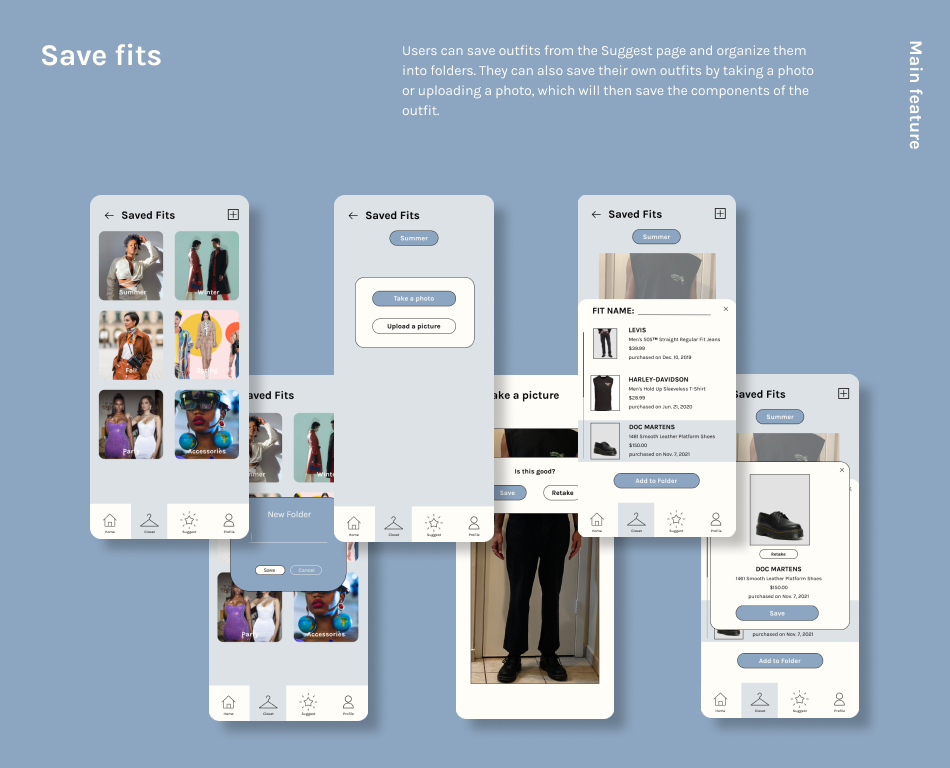 Save fits
Users can save outfits from the Suggest page and organize them
into folders. They can also save their own outfits by taking a photo
or uploading a photo, which will then save the components of the
outfit.
Main feature
Saved Fits
Summer
Winter
Fall
Spring
Party
Accessories
Home
Closet
Suggest
Profile
Saved Fits
New Folder
Save
Cancel
Party
Accessories
Home
Closet
Suggest
Profile
Saved Fits
Summer
Take a photo
Upload a picture
Home
Closet
Suggest
Profile
ake a picture
Is this good?
Save
Retake
Saved Fits
Summer
FIT NAME:
×
LEVIS
Men's 505™ Straight Regular Fit Jeans
$39.99
purchased on Dec. 10, 2019
HARLEY-DAVIDSON
Men's Hold Up Sleeveless T-Shirt
$29.99
purchased on Jun. 21, 2020
DOC MARTENS
1461 Smooth Leather Platform Shoes
$150.00
purchased on Nov. 7, 2021
Add to Folder
Home
Closet
Suggest
Profile
Saved Fits
Summer
×
Retake
DOC MARTENS
1461 Smooth Leather Platform Shoes
$150.00
purchased on Nov. 7, 2021
Save
purchased on Nov. 7, 2021
Add to Folder
Home
Closet
Suggest
Profile